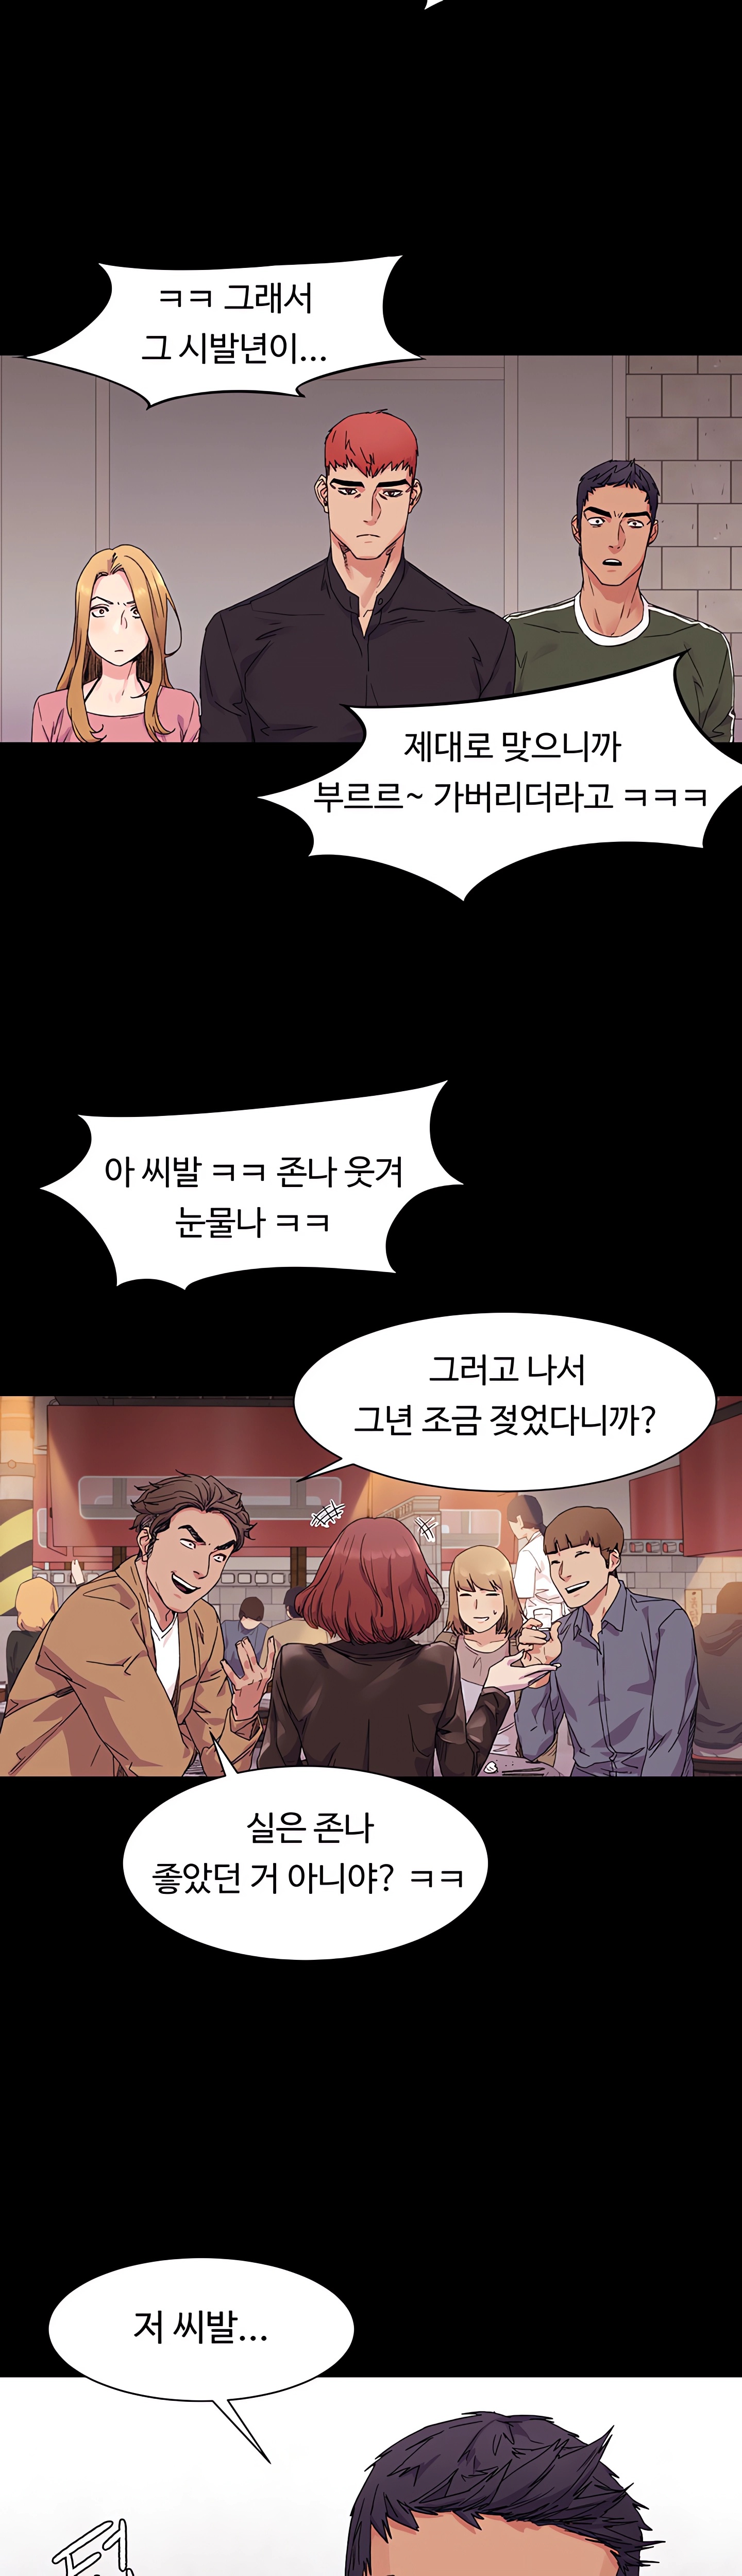 ㅋㅋ 그래서
그 시발년이...
제대로 맞으니까
부르르~ 가버리더라고 ㅋㅋㅋ
아 씨발 ㅋㅋ 존나 웃겨
눈물나 ㅋㅋ
그러고 나서
그년 조금 젖었다니까?
실은 존나
좋았던 거 아니야? ㅋㅋ
저 씨발...
턱